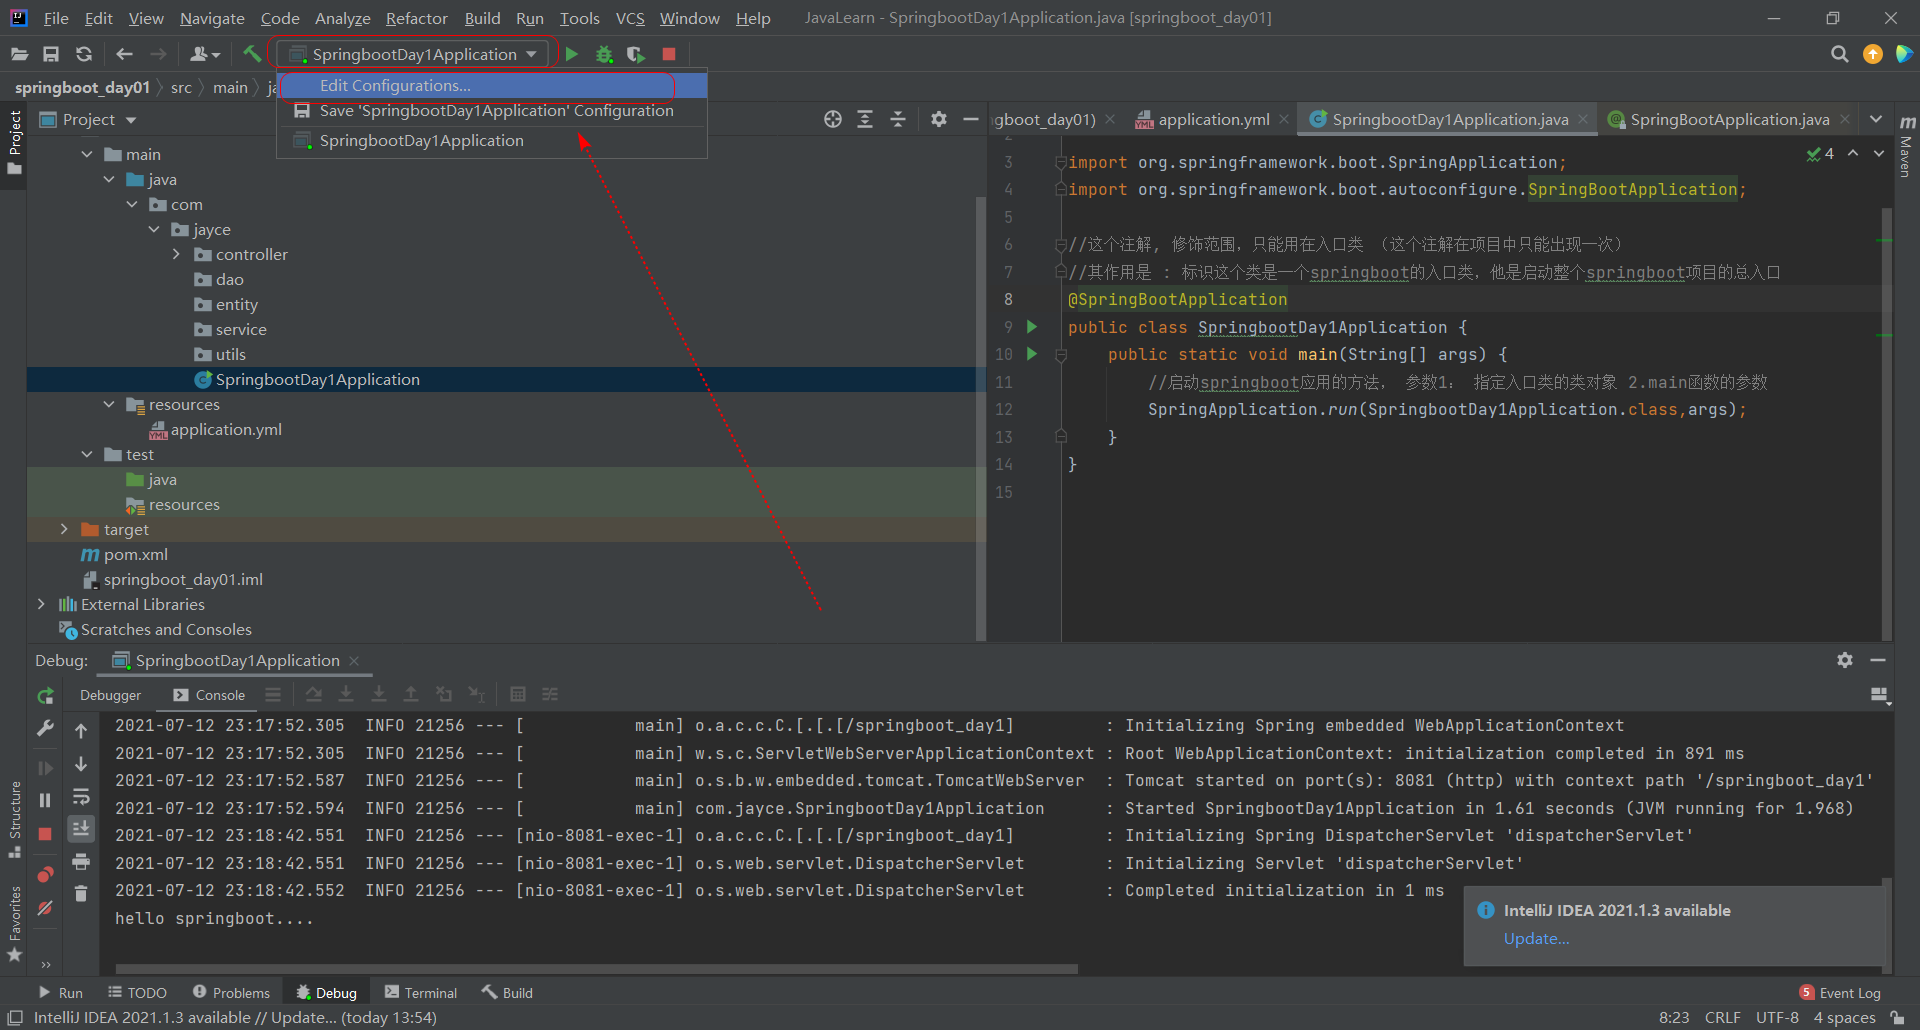 File Edit View Navigate Code Analyze Refactor Build Run Tools VCS Window Help JavaLearn - SpringbootDay1Application.java [springboot_day01]
SpringbootDay1Application
springboot_day01 src main
Edit Configurations...
Save 'SpringbootDay1Application' Configuration
SpringbootDay1Application
Project
Project
main
java
com
jayce
controller
dao
entity
service
utils
SpringbootDay1Application
resources
application.yml
test
java
resources
target
pom.xml
springboot_day01.iml
External Libraries
Scratches and Consoles
gboot_day01) application.yml SpringbootDay1Application.java SpringBootApplication.java
4
Maven
2
3 import org.springframework.boot.SpringApplication;
4 import org.springframework.boot.autoconfigure.SpringBootApplication;
5
6 //这个注解, 修饰范围，只能用在入口类 （这个注解在项目中只能出现一次）
7 //其作用是 : 标识这个类是一个springboot的入口类，他是启动整个springboot项目的总入口
8 @SpringBootApplication
9 public class SpringbootDay1Application {
10 public static void main(String[] args) {
11 //启动springboot应用的方法， 参数1： 指定入口类的类对象 2.main函数的参数
12 SpringApplication.run(SpringbootDay1Application.class,args);
13 }
14 }
15
Debug: SpringbootDay1Application
Debugger Console
2021-07-12 23:17:52.305 INFO 21256 --- [ main] o.a.c.c.C.[.[.[/springboot_day1] : Initializing Spring embedded WebApplicationContext
2021-07-12 23:17:52.305 INFO 21256 --- [ main] w.s.c.ServletWebServerApplicationContext : Root WebApplicationContext: initialization completed in 891 ms
2021-07-12 23:17:52.587 INFO 21256 --- [ main] o.s.b.w.embedded.tomcat.TomcatWebServer : Tomcat started on port(s): 8081 (http) with context path '/springboot_day1'
2021-07-12 23:17:52.594 INFO 21256 --- [ main] com.jayce.SpringbootDay1Application : Started SpringbootDay1Application in 1.61 seconds (JVM running for 1.968)
2021-07-12 23:18:42.551 INFO 21256 --- [nio-8081-exec-1] o.a.c.c.C.[.[.[/springboot_day1] : Initializing Spring DispatcherServlet 'dispatcherServlet'
2021-07-12 23:18:42.551 INFO 21256 --- [nio-8081-exec-1] o.s.web.servlet.DispatcherServlet : Initializing Servlet 'dispatcherServlet'
2021-07-12 23:18:42.552 INFO 21256 --- [nio-8081-exec-1] o.s.web.servlet.DispatcherServlet : Completed initialization in 1 ms
hello springboot....
Structure
Favorites
IntelliJ IDEA 2021.1.3 available
Update...
Run TODO Problems Debug Terminal Build 5 Event Log
IntelliJ IDEA 2021.1.3 available // Update... (today 13:54) 8:23 CRLF UTF-8 4 spaces